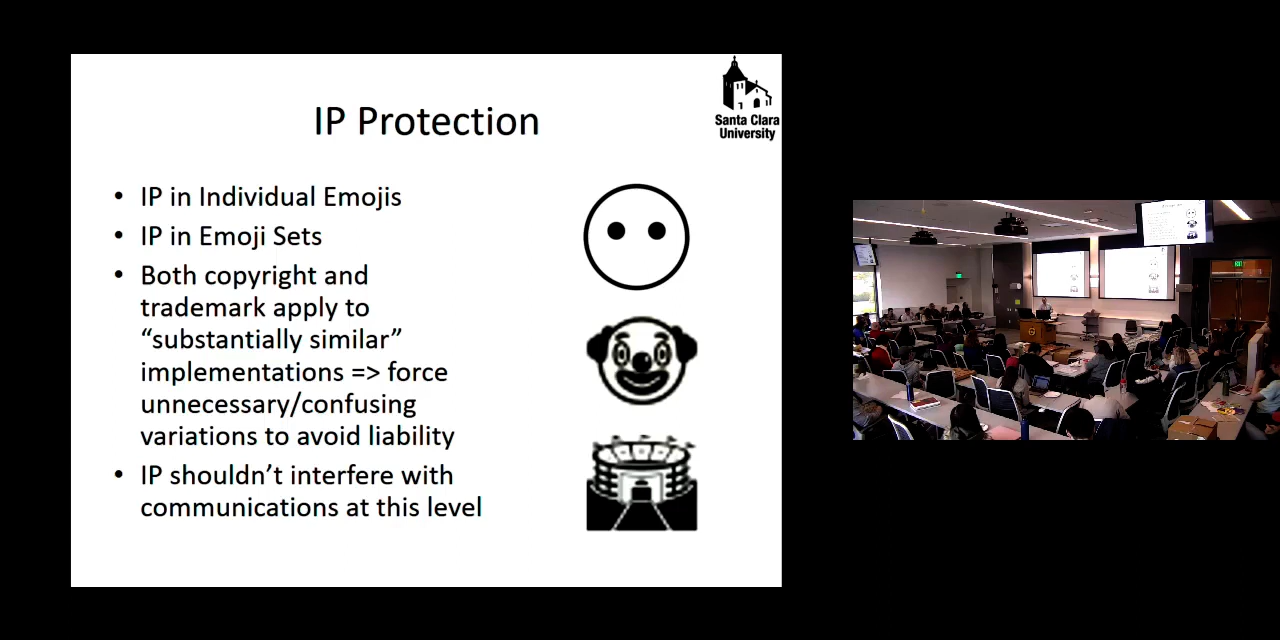 IP Protection
Santa Clara
University
• IP in Individual Emojis
• IP in Emoji Sets
• Both copyright and
trademark apply to
“substantially similar”
implementations => force
unnecessary/confusing
variations to avoid liability
• IP shouldn’t interfere with
communications at this level